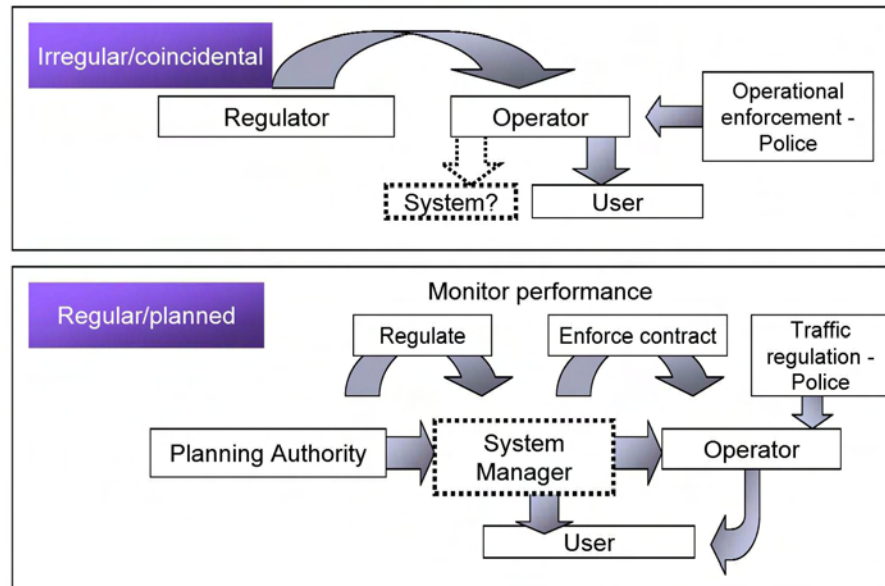 Irregular/coincidental
Regulator
Operator
Operational
enforcement -
Police
System?
User
Regular/planned
Monitor performance
Regulate
Enforce contract
Traffic
regulation -
Police
Planning Authority
System
Manager
Operator
User